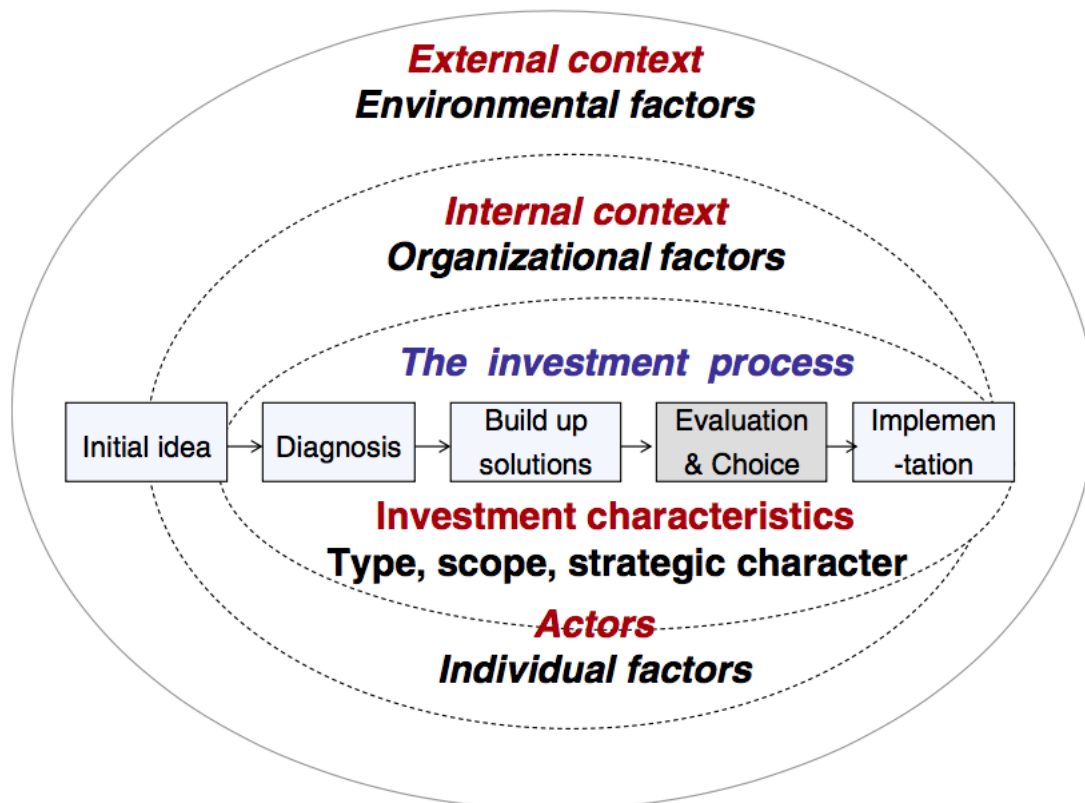 External context
Environmental factors
Internal context
Organizational factors
The investment process
Initial idea
Diagnosis
Build up
solutions
Evaluation
& Choice
Implemen
-tation
Investment characteristics
Type, scope, strategic character
Actors
Individual factors